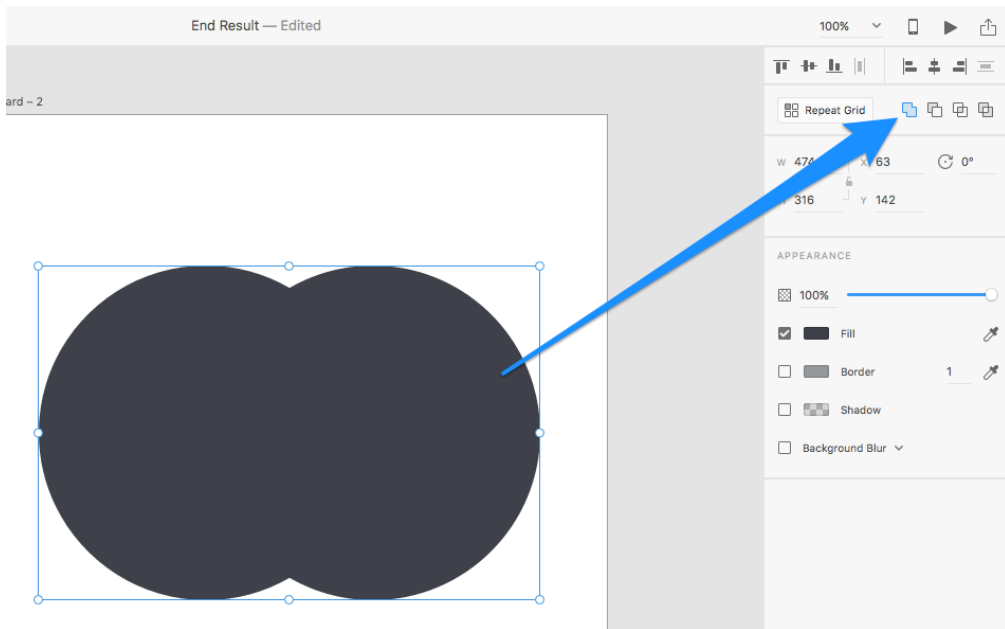 End Result — Edited
100%
ard – 2
Repeat Grid
W 474 X 63 0°
316 Y 142
APPEARANCE
100%
Fill
Border 1
Shadow
Background Blur